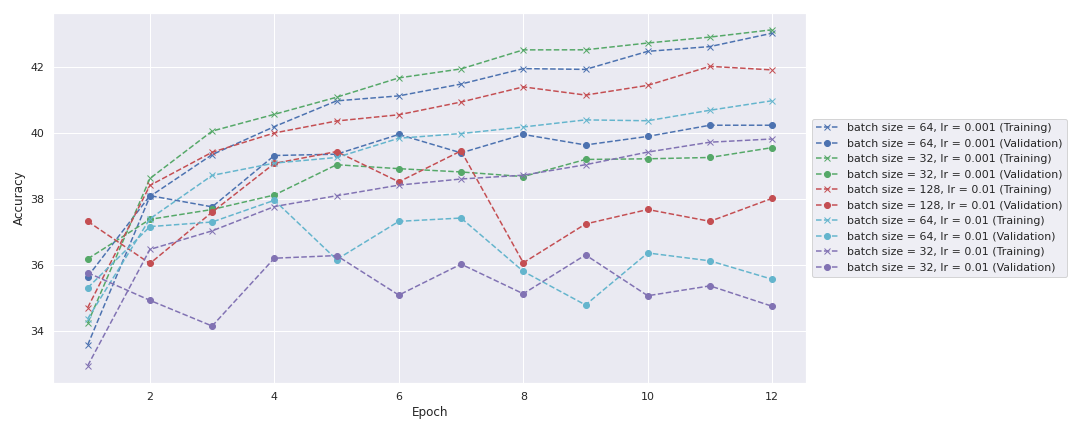 42
40
38
36
34
Accuracy
2
4
6
8
10
12
Epoch
batch size = 64, lr = 0.001 (Training)
batch size = 64, lr = 0.001 (Validation)
batch size = 32, lr = 0.001 (Training)
batch size = 32, lr = 0.001 (Validation)
batch size = 128, lr = 0.01 (Training)
batch size = 128, lr = 0.01 (Validation)
batch size = 64, lr = 0.01 (Training)
batch size = 64, lr = 0.01 (Validation)
batch size = 32, lr = 0.01 (Training)
batch size = 32, lr = 0.01 (Validation)